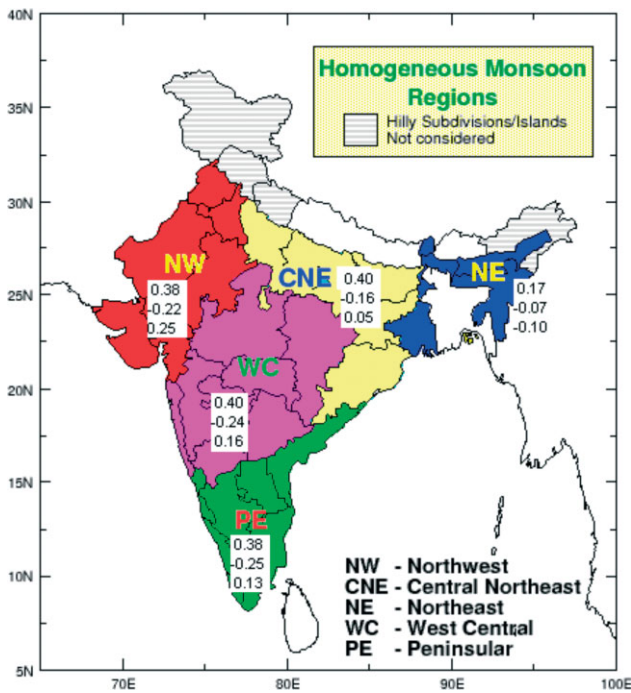 40N
Homogeneous Monsoon
Regions
Hilly Subdivisions/Islands
Not considered
35N
30N
NW
CNE
NE
0.38
-0.22
0.25
0.40
-0.16
0.05
0.17
-0.07
-0.10
25N
WC
20N
0.40
-0.24
0.16
15N
PE
0.38
-0.25
0.13
NW - Northwest
CNE - Central Northeast
NE - Northeast
WC - West Central
PE - Peninsular
10N
5N
70E
80E
90E
100E